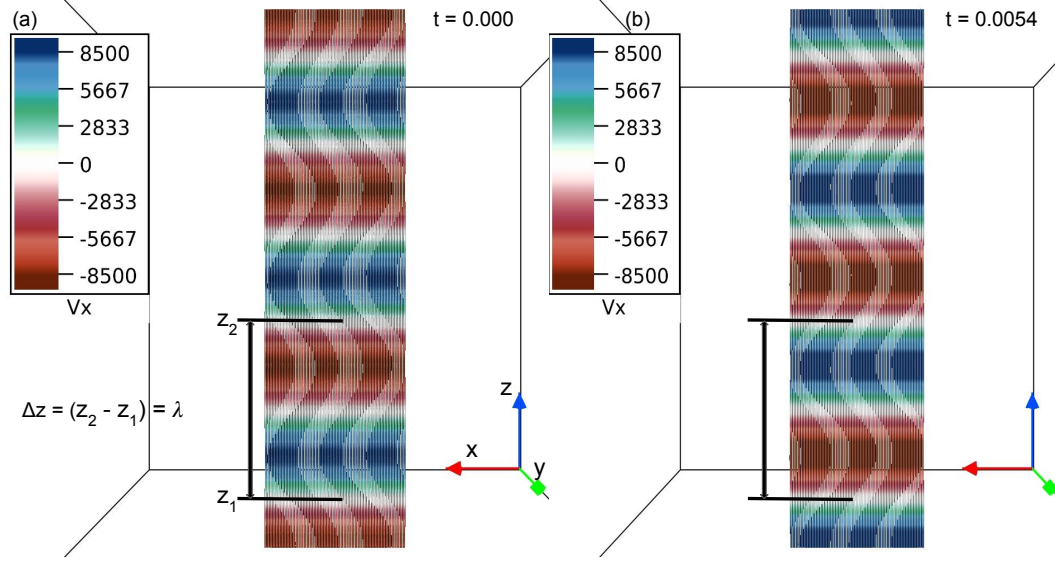 (a)
t = 0.000
8500
5667
2833
0
-2833
-5667
-8500
Vx
z2
Δz = (z2 - z1) = λ
z1
z
x
y
(b)
t = 0.0054
8500
5667
2833
0
-2833
-5667
-8500
Vx